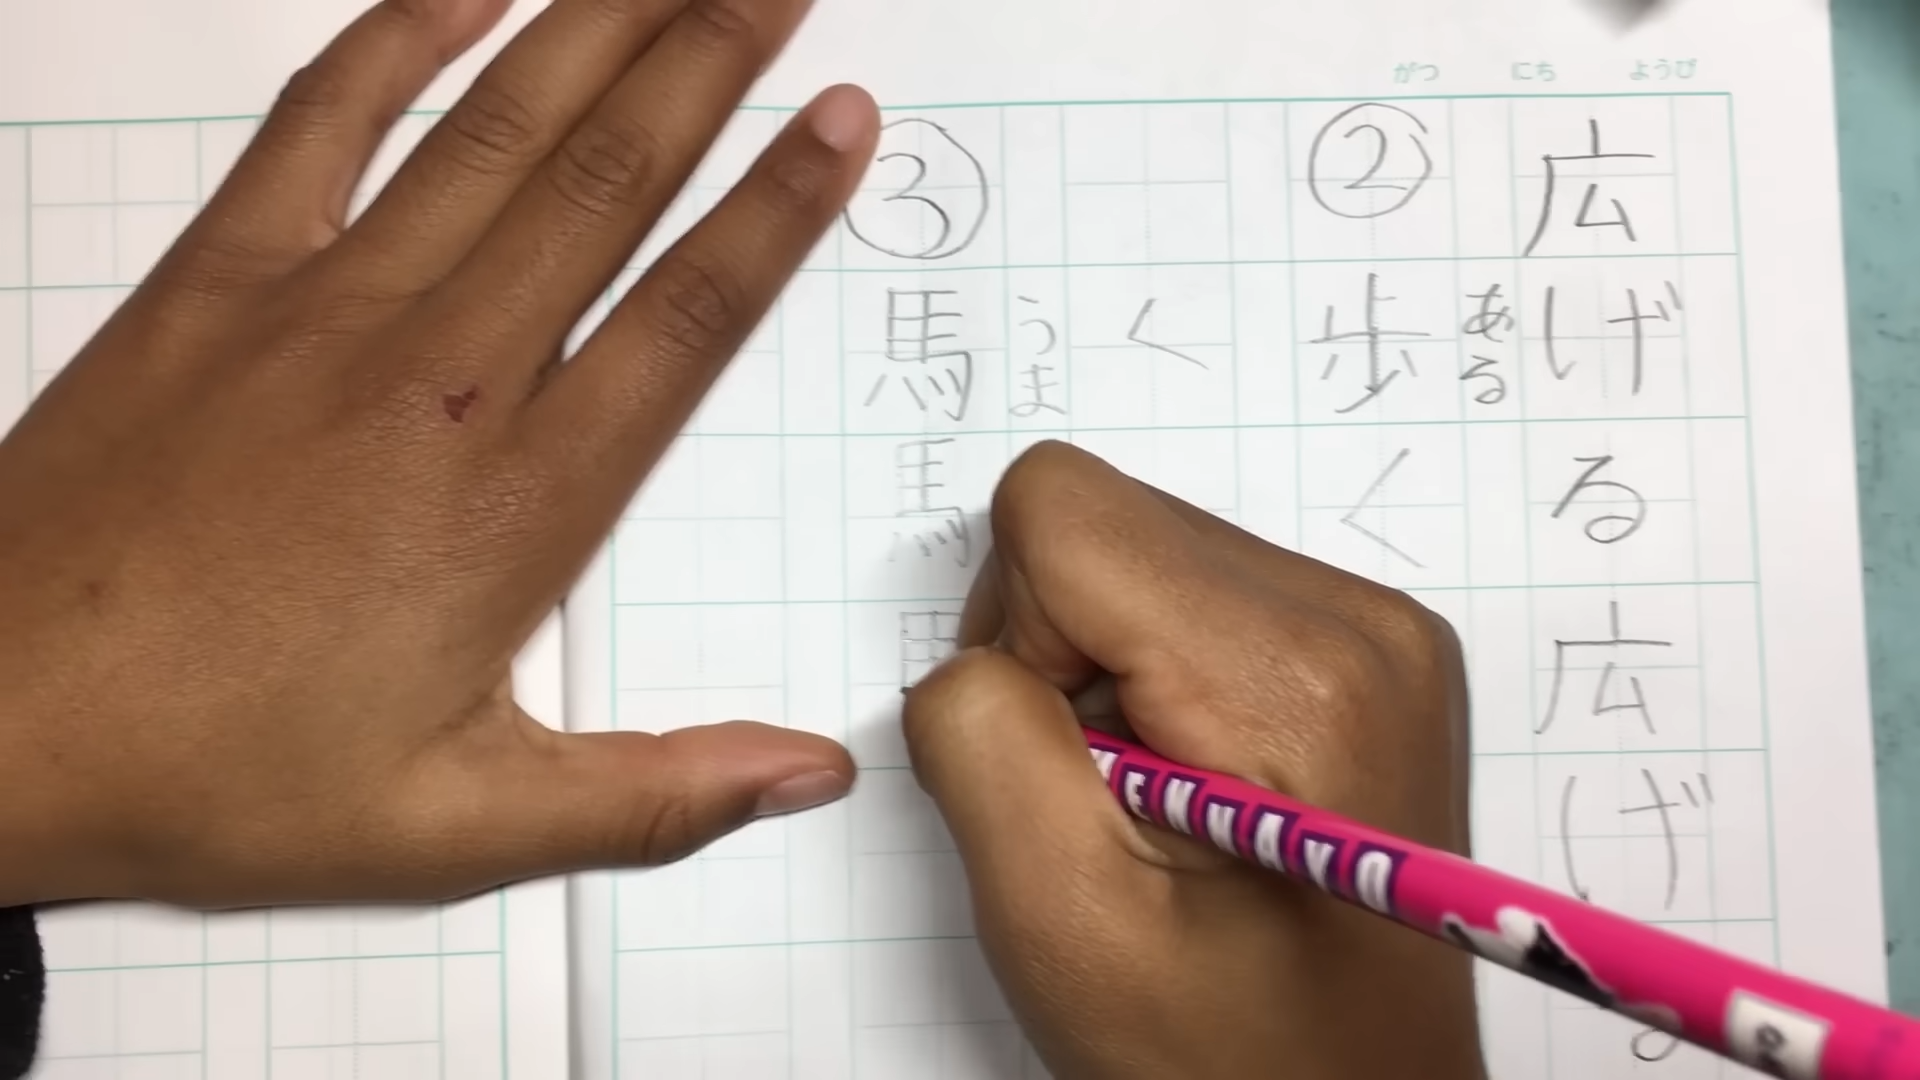 がつ にち ようび
広げる広げ
ある
②歩く
く
うま
③馬馬